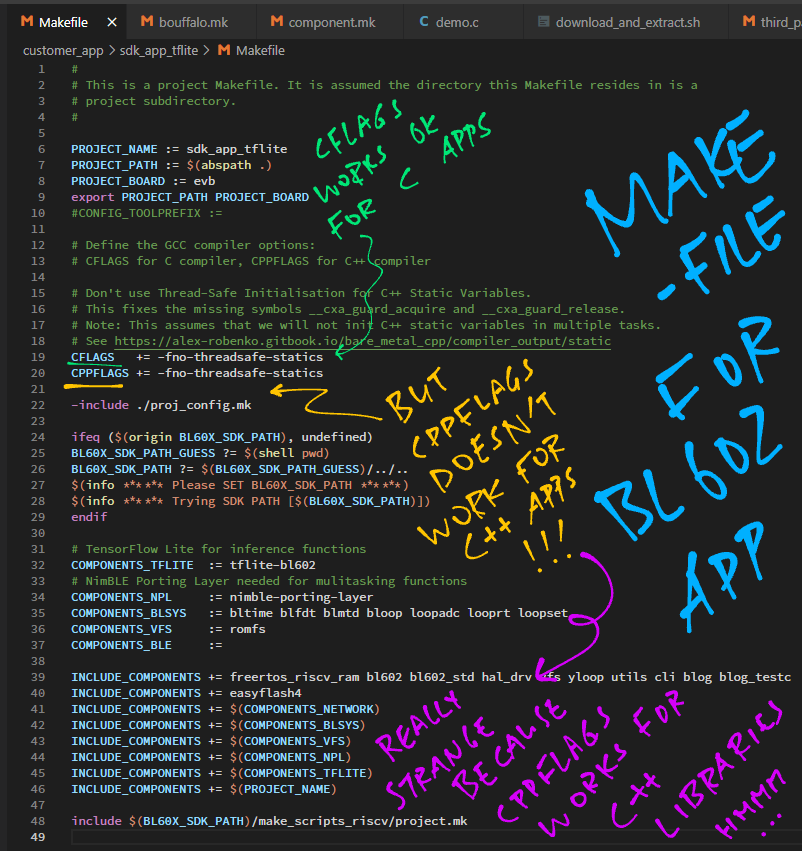 Makefile
bouffalo.mk
component.mk
demo.c
download_and_extract.sh
third_pa
customer_app > sdk_app_tflite > Makefile
1 #
2 # This is a project Makefile. It is assumed the directory this Makefile resides in is a
3 # project subdirectory.
4 #
5
6 PROJECT_NAME := sdk_app_tflite
7 PROJECT_PATH := $(abspath .)
8 PROJECT_BOARD := evb
9 export PROJECT_PATH PROJECT_BOARD
10 #CONFIG_TOOLPREFIX :=
11
12 # Define the GCC compiler options:
13 # CFLAGS for C compiler, CPPFLAGS for C++ compiler
14
15 # Don't use Thread-Safe Initialisation for C++ Static Variables.
16 # This fixes the missing symbols __cxa_guard_acquire and __cxa_guard_release.
17 # Note: This assumes that we will not init C++ static variables in multiple tasks.
18 # See https://alex-robenko.gitbook.io/bare_metal_cpp/compiler_output/static
19 CFLAGS += -fno-threadsafe-statics
20 CPPFLAGS += -fno-threadsafe-statics
21
22 -include ./proj_config.mk
23
24 ifeq ($(origin BL60X_SDK_PATH), undefined)
25 BL60X_SDK_PATH_GUESS ?= $(shell pwd)
26 BL60X_SDK_PATH ?= $(BL60X_SDK_PATH_GUESS)/../..
27 $(info ****** Please SET BL60X_SDK_PATH ******)
28 $(info ****** Trying SDK PATH [$(BL60X_SDK_PATH)])
29 endif
30
31 # TensorFlow Lite for inference functions
32 COMPONENTS_TFLITE := tflite-bl602
33 # NimBLE Porting Layer needed for mulitasking functions
34 COMPONENTS_NPL := nimble-porting-layer
35 COMPONENTS_BLSYS := bltime blfdt blmtd bloop loopadc looprt loopset
36 COMPONENTS_VFS := romfs
37 COMPONENTS_BLE :=
38
39 INCLUDE_COMPONENTS += freertos_riscv_ram bl602 bl602_std hal_drv vfs yloop utils cli blog blog_testc
40 INCLUDE_COMPONENTS += easyflash4
41 INCLUDE_COMPONENTS += $(COMPONENTS_NETWORK)
42 INCLUDE_COMPONENTS += $(COMPONENTS_BLSYS)
43 INCLUDE_COMPONENTS += $(COMPONENTS_VFS)
44 INCLUDE_COMPONENTS += $(COMPONENTS_NPL)
45 INCLUDE_COMPONENTS += $(COMPONENTS_TFLITE)
46 INCLUDE_COMPONENTS += $(PROJECT_NAME)
47
48 include $(BL60X_SDK_PATH)/make_scripts_riscv/project.mk
49
CFLAGS
WORKS OK
FOR C APPS
MAKE
-FILE
FOR
BL602
APP
BUT
CPPFLAGS
DOESN'T
WORK FOR
C++ APPS
!!!
REALLY
STRANGE
BECAUSE
CPPFLAGS
WORKS FOR
C++
LIBRARIES
HMMM
...